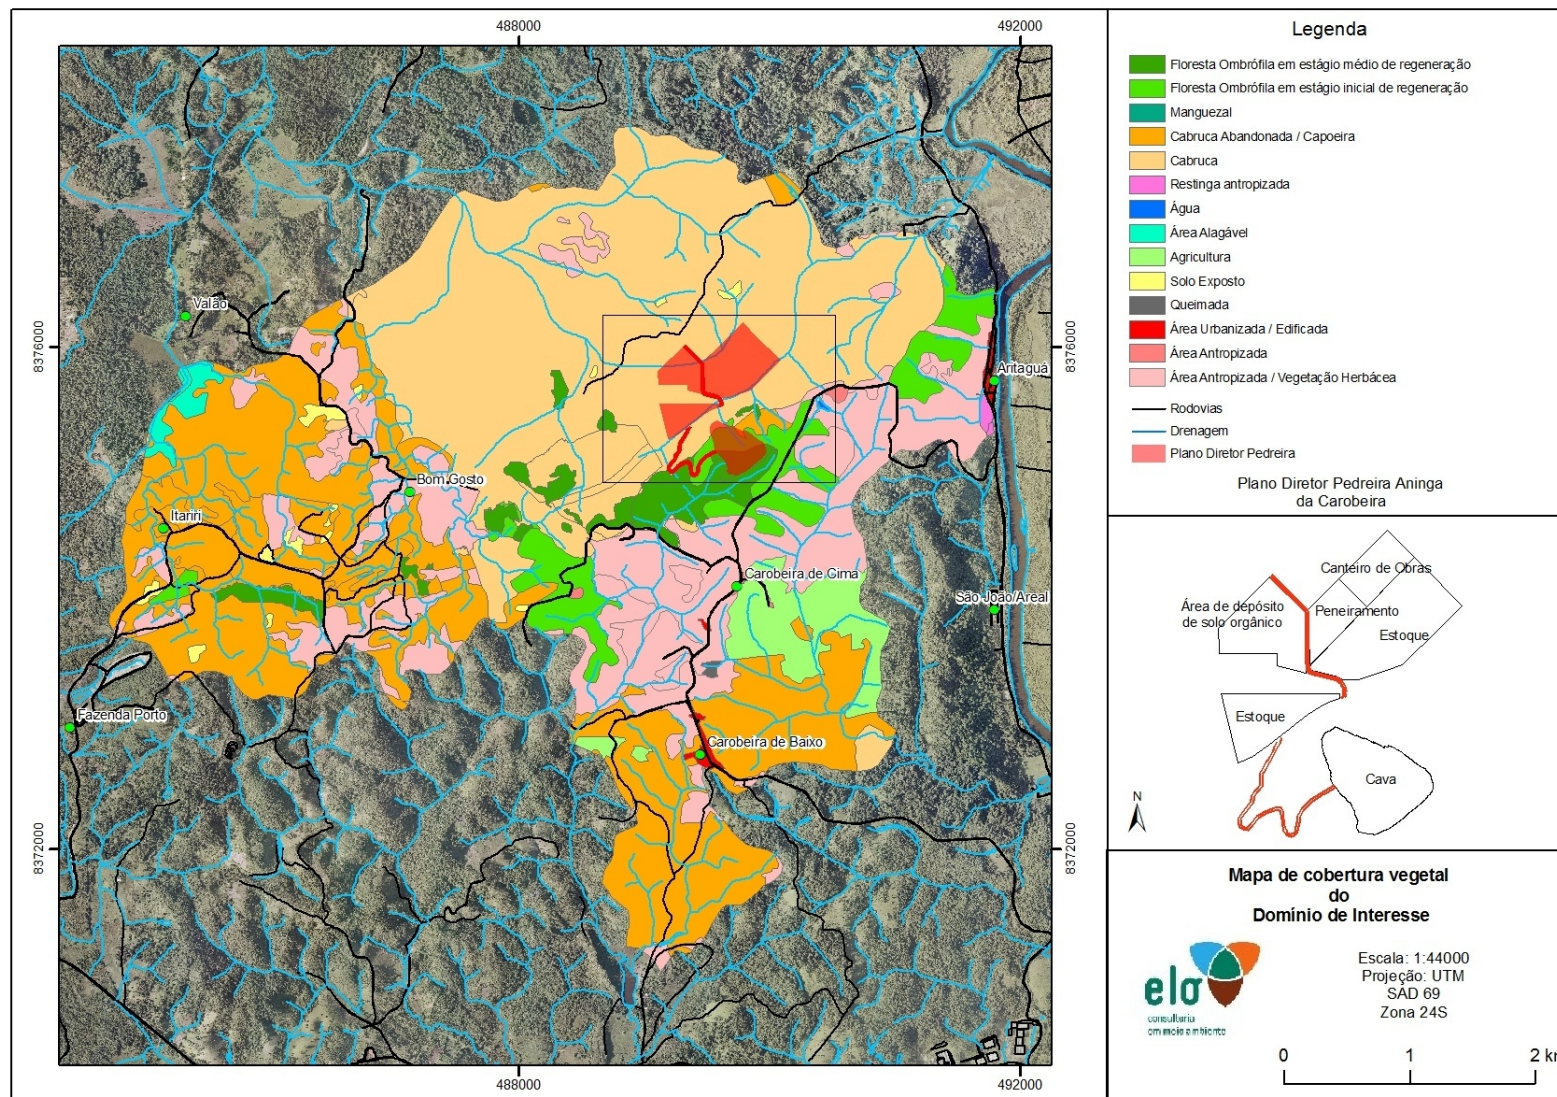 488000
492000
8376000
8372000
8376000
8372000
488000
492000
Valão
Aritaguá
Bom Gosto
Itariri
Carobeira de Cima
São João/Areal
Fazenda Porto
Carobeira de Baixo
Legenda
Floresta Ombrófila em estágio médio de regeneração
Floresta Ombrófila em estágio inicial de regeneração
Manguezal
Cabruca Abandonada / Capoeira
Cabruca
Restinga antropizada
Água
Área Alagável
Agricultura
Solo Exposto
Queimada
Área Urbanizada / Edificada
Área Antropizada
Área Antropizada / Vegetação Herbácea
Rodovias
Drenagem
Plano Diretor Pedreira
Plano Diretor Pedreira Aninga
da Carobeira
Canteiro de Obras
Área de depósito
de solo orgânico
Peneiramento
Estoque
Estoque
Cava
N
Mapa de cobertura vegetal
do
Domínio de Interesse
elo
consultoria
em meio ambiente
Escala: 1:44000
Projeção: UTM
SAD 69
Zona 24S
0 1 2 km